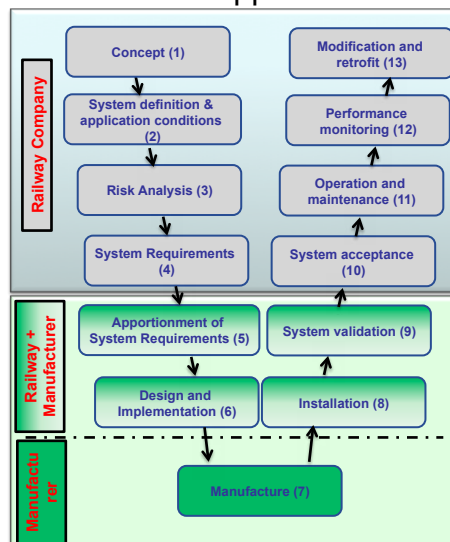 Railway Company
Concept (1)
System definition &
application conditions
(2)
Risk Analysis (3)
System Requirements
(4)
Modification and
retrofit (13)
Performance
monitoring (12)
Operation and
maintenance (11)
System acceptance
(10)
Railway +
Manufacturer
Apportionment of
System Requirements (5)
Design and
Implementation (6)
System validation (9)
Installation (8)
Manufactu
rer
Manufacture (7)